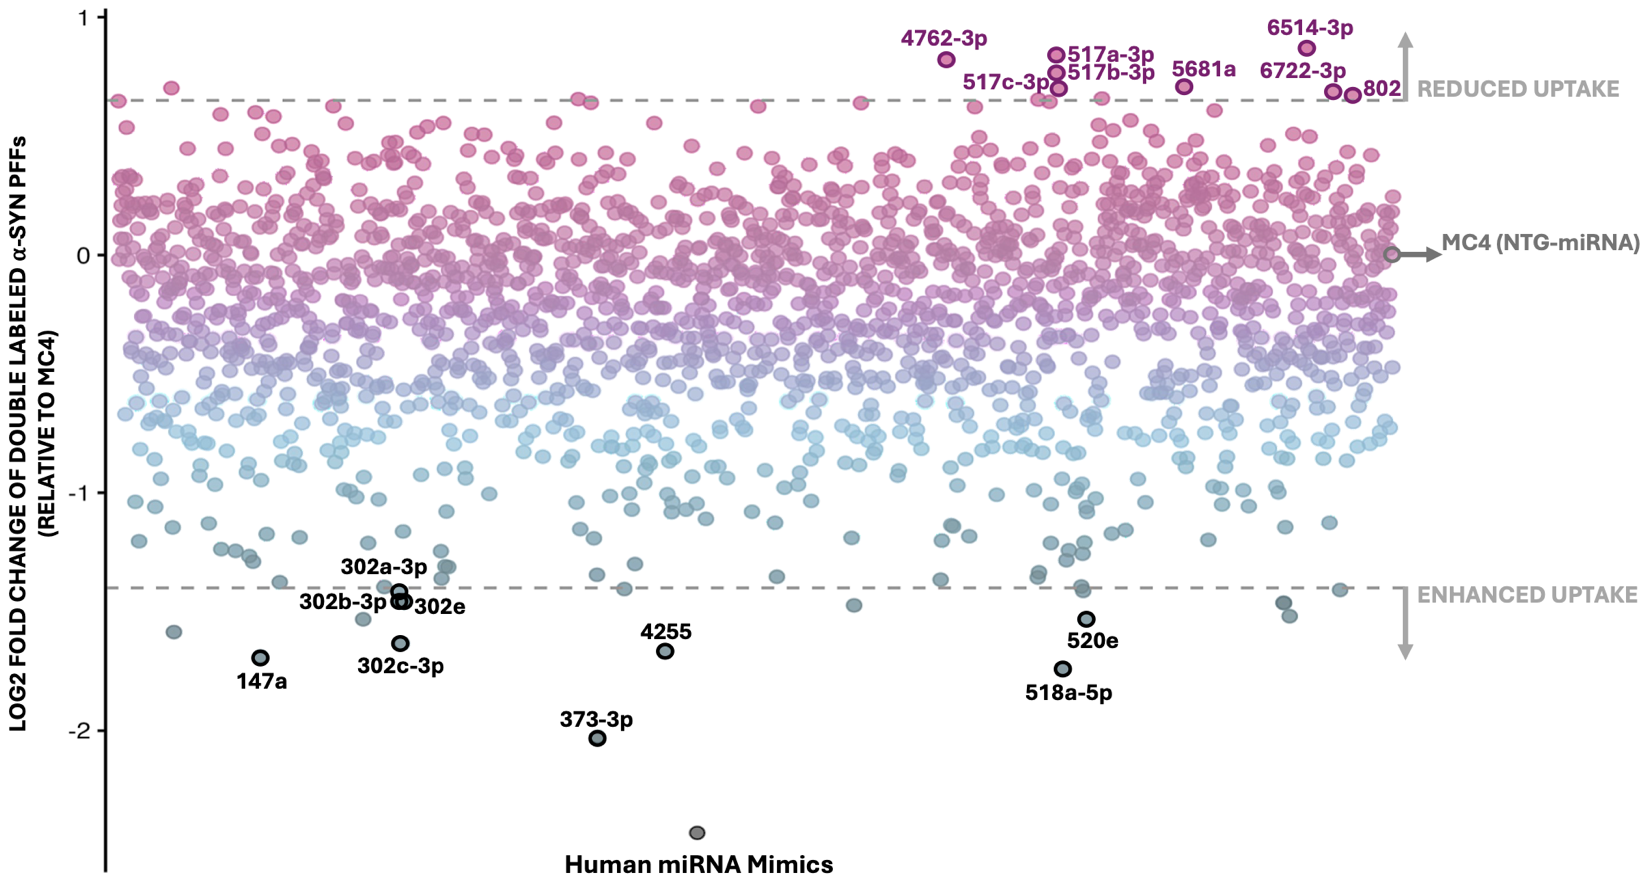 LOG2 FOLD CHANGE OF DOUBLE LABELED α-SYN PFFs
(RELATIVE TO MC4)
1
0
-1
-2
4762-3p
517a-3p
517b-3p
517c-3p
5681a
6514-3p
6722-3p
802
REDUCED UPTAKE
MC4 (NTG-miRNA)
302a-3p
302b-3p
302e
302c-3p
147a
4255
373-3p
520e
518a-5p
ENHANCED UPTAKE
Human miRNA Mimics